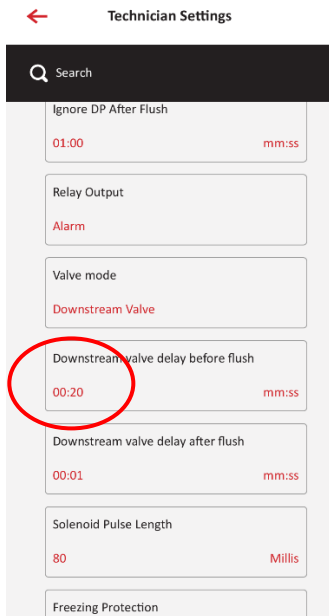 Technician Settings
Search
Ignore DP After Flush
01:00 mm:ss
Relay Output
Alarm
Valve mode
Downstream Valve
Downstream valve delay before flush
00:20 mm:ss
Downstream valve delay after flush
00:01 mm:ss
Solenoid Pulse Length
80 Millis
Freezing Protection